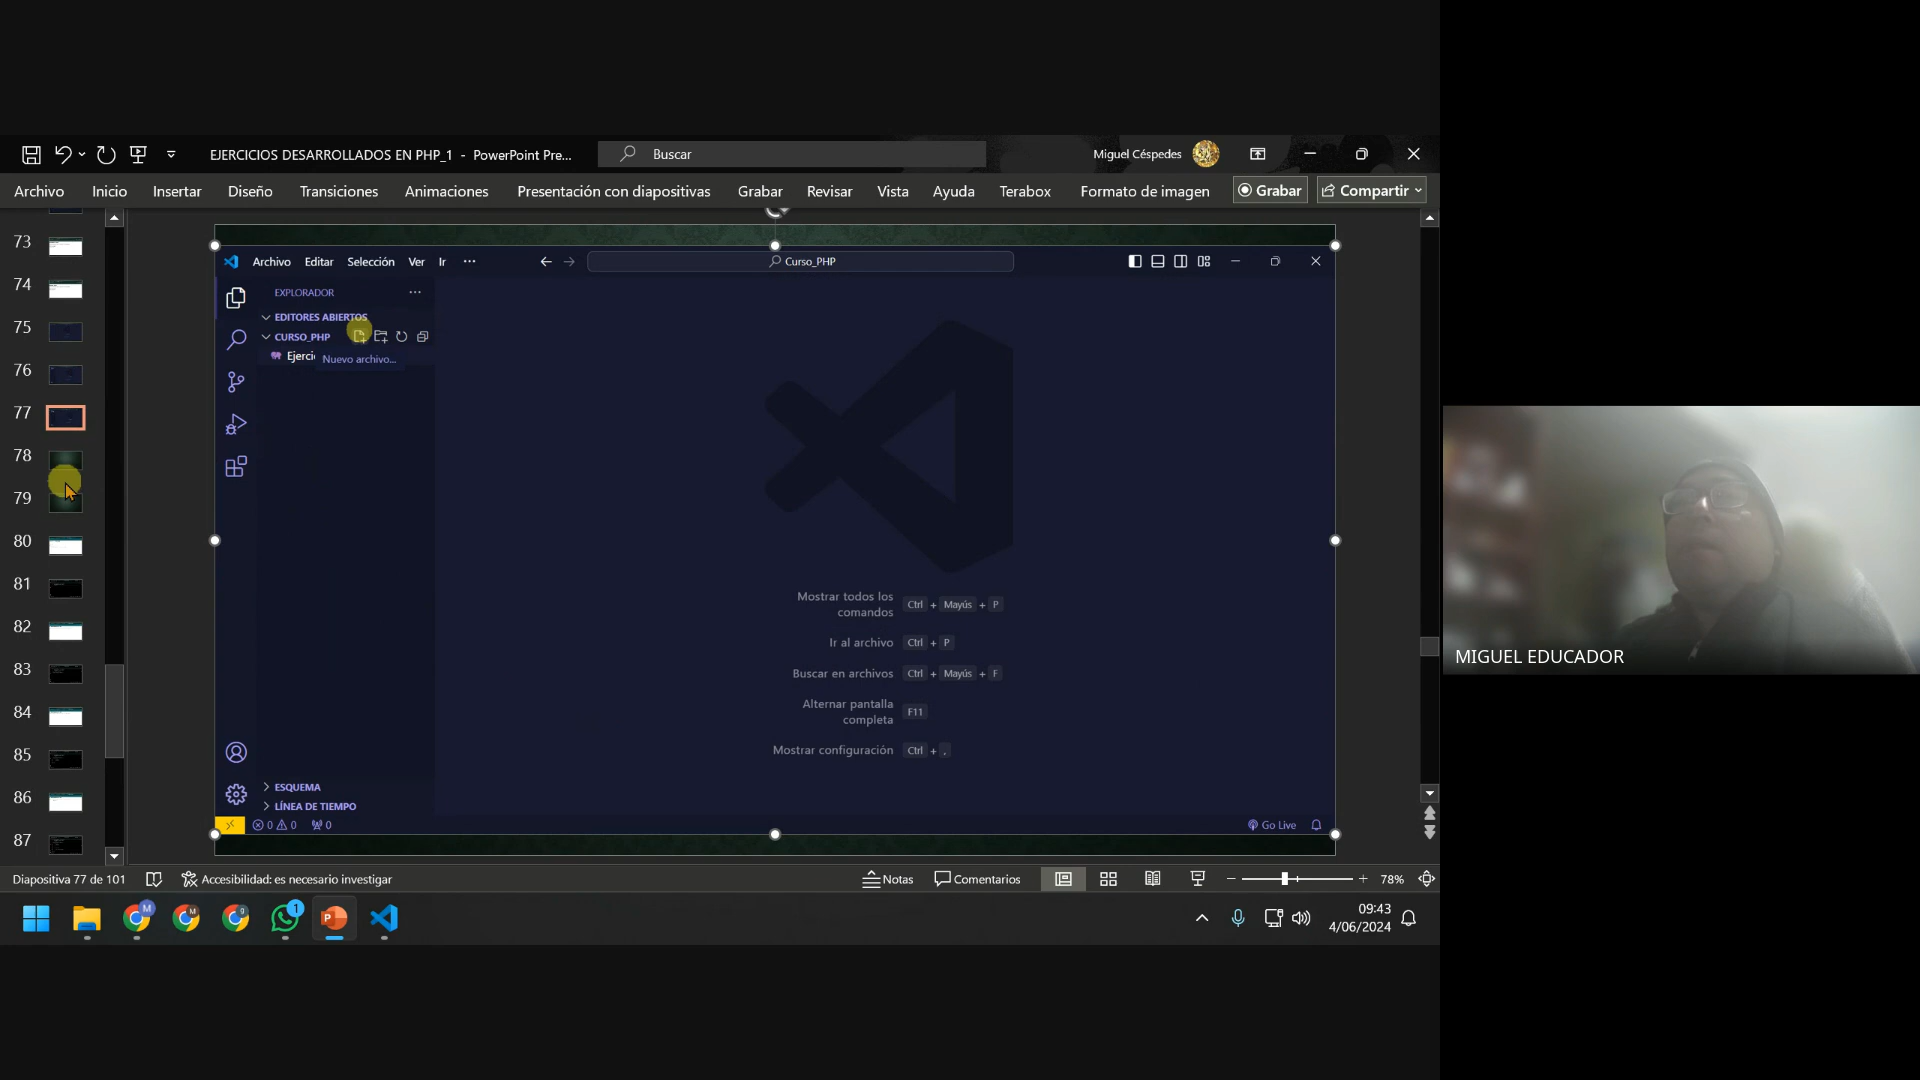 EJERCICIOS DESARROLLADOS EN PHP_1 - PowerPoint Pre...
Buscar
Miguel Céspedes
Archivo Inicio Insertar Diseño Transiciones Animaciones Presentación con diapositivas Grabar Revisar Vista Ayuda Terabox Formato de imagen Grabar Compartir
73
74
75
76
77
78
79
80
81
82
83
84
85
86
87
Archivo Editar Selección Ver Ir ···
Curso_PHP
EXPLORADOR ···
EDITORES ABIERTOS
CURSO_PHP
Ejerci
Nuevo archivo...
Mostrar todos los comandos Ctrl + Mayús + P
Ir al archivo Ctrl + P
Buscar en archivos Ctrl + Mayús + F
Alternar pantalla completa F11
Mostrar configuración Ctrl + ,
ESQUEMA
LÍNEA DE TIEMPO
0 0 0
Go Live
MIGUEL EDUCADOR
Diapositiva 77 de 101
Accesibilidad: es necesario investigar
Notas
Comentarios
78%
1
09:43
4/06/2024